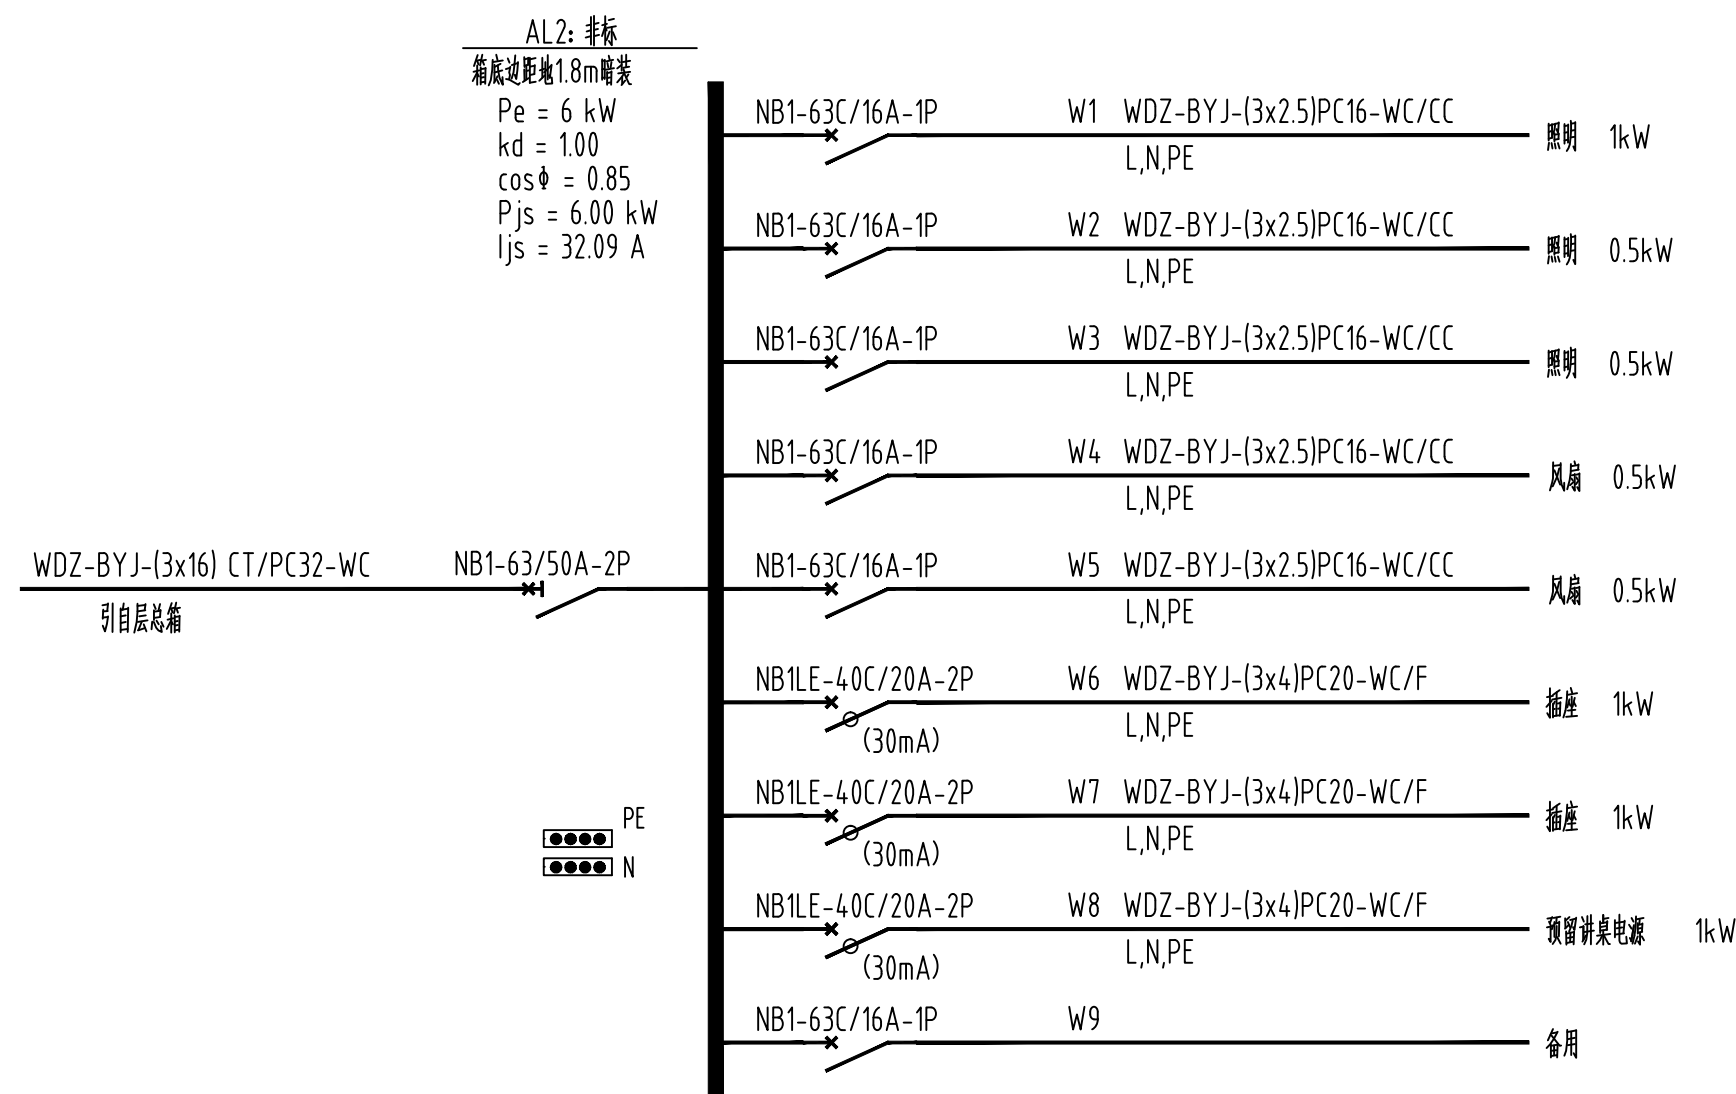 AL2：非标
箱底边距地1.8m暗装
Pe = 6 kW
kd = 1.00
cosΦ = 0.85
Pjs = 6.00 kW
Ijs = 32.09 A
NB1-63C/16A-1P W1 WDZ-BYJ-(3x2.5)PC16-WC/CC
照明 1kW
L,N,PE
NB1-63C/16A-1P W2 WDZ-BYJ-(3x2.5)PC16-WC/CC
照明 0.5kW
L,N,PE
NB1-63C/16A-1P W3 WDZ-BYJ-(3x2.5)PC16-WC/CC
照明 0.5kW
L,N,PE
NB1-63C/16A-1P W4 WDZ-BYJ-(3x2.5)PC16-WC/CC
风扇 0.5kW
L,N,PE
WDZ-BYJ-(3x16) CT/PC32-WC NB1-63/50A-2P
引自层总箱
NB1-63C/16A-1P W5 WDZ-BYJ-(3x2.5)PC16-WC/CC
风扇 0.5kW
L,N,PE
NB1LE-40C/20A-2P W6 WDZ-BYJ-(3x4)PC20-WC/F
插座 1kW
(30mA) L,N,PE
NB1LE-40C/20A-2P W7 WDZ-BYJ-(3x4)PC20-WC/F
插座 1kW
(30mA) L,N,PE
PE
N
NB1LE-40C/20A-2P W8 WDZ-BYJ-(3x4)PC20-WC/F
预留讲桌电源 1kW
(30mA) L,N,PE
NB1-63C/16A-1P W9
备用